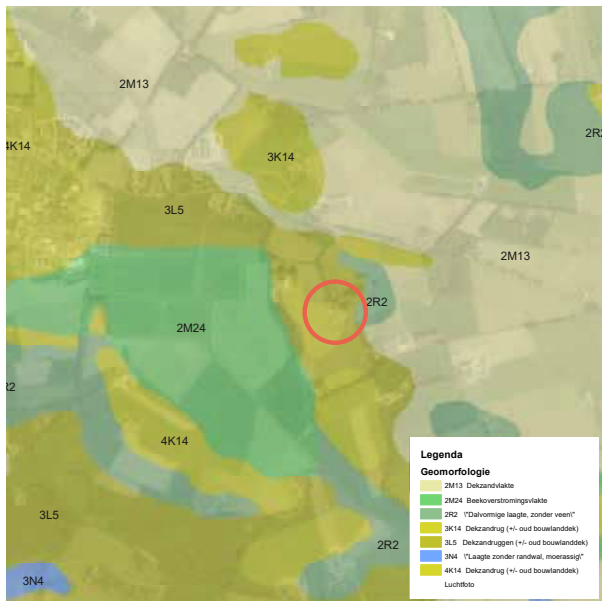 2M13
2R2
4K14
3K14
3L5
2M13
2R2
2M24
R2
4K14
3L5
2R2
3N4
Legenda
Geomorfologie
2M13 Dekzandvlakte
2M24 Beekoverstromingsvlakte
2R2 \"Dalvormige laagte, zonder veen\"
3K14 Dekzandrug (+/- oud bouwlanddek)
3L5 Dekzandruggen (+/- oud bouwlanddek)
3N4 \"Laagte zonder randwal, moerassig\"
4K14 Dekzandrug (+/- oud bouwlanddek)
Luchtfoto